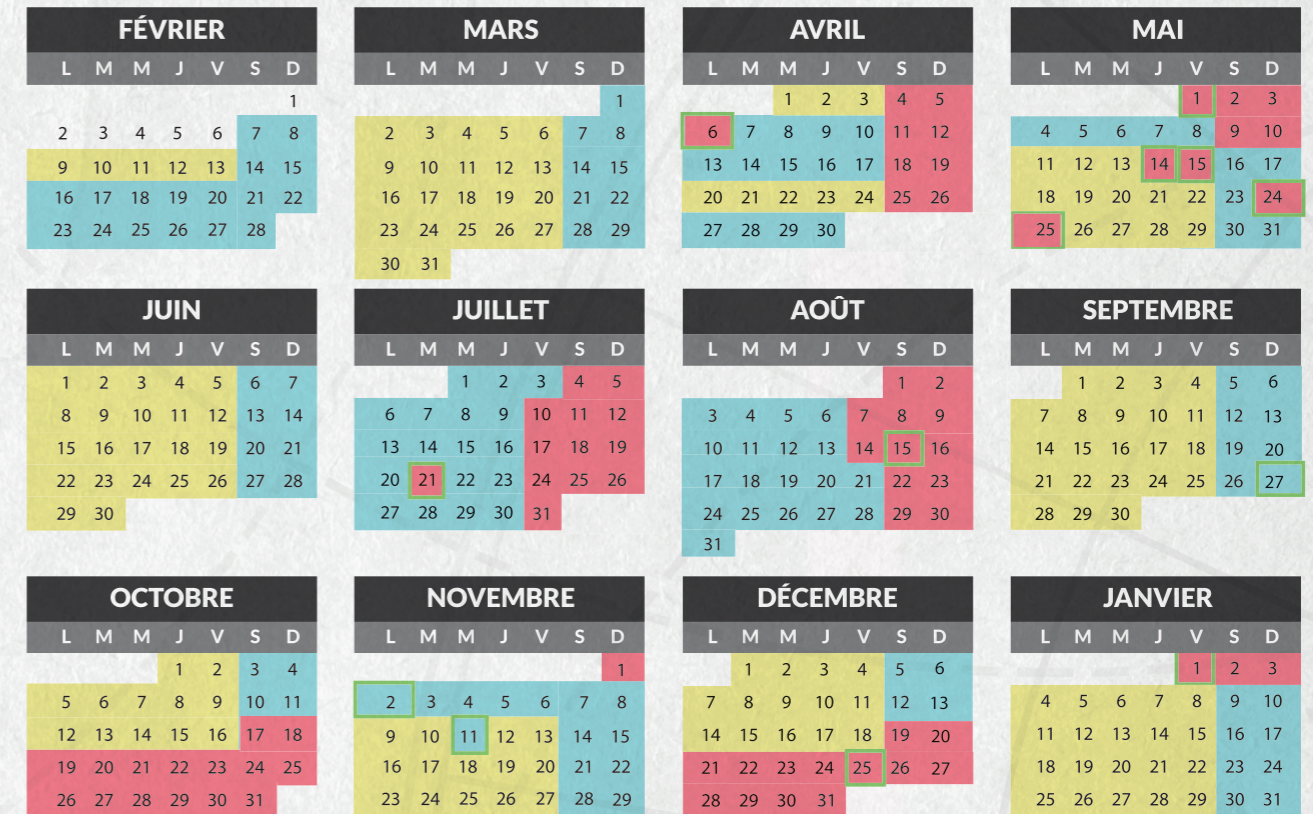 FÉVRIER MARS AVRIL MAI
L M M J V S D L M M J V S D L M M J V S D L M M J V S D
1 1 1 2 3 4 5 1 2 3
2 3 4 5 6 7 8 2 3 4 5 6 7 8 6 7 8 9 10 11 12 4 5 6 7 8 9 10
9 10 11 12 13 14 15 9 10 11 12 13 14 15 13 14 15 16 17 18 19 11 12 13 14 15 16 17
16 17 18 19 20 21 22 16 17 18 19 20 21 22 20 21 22 23 24 25 26 18 19 20 21 22 23 24
23 24 25 26 27 28 23 24 25 26 27 28 29 27 28 29 30 25 26 27 28 29 30 31
30 31
JUIN JUILLET AOÛT SEPTEMBRE
L M M J V S D L M M J V S D L M M J V S D L M M J V S D
1 2 3 4 5 6 7 1 2 3 4 5 1 2 1 2 3 4 5 6
8 9 10 11 12 13 14 6 7 8 9 10 11 12 3 4 5 6 7 8 9 7 8 9 10 11 12 13
15 16 17 18 19 20 21 13 14 15 16 17 18 19 10 11 12 13 14 15 16 14 15 16 17 18 19 20
22 23 24 25 26 27 28 20 21 22 23 24 25 26 17 18 19 20 21 22 23 21 22 23 24 25 26 27
29 30 27 28 29 30 31 24 25 26 27 28 29 30 28 29 30
31
OCTOBRE NOVEMBRE DÉCEMBRE JANVIER
L M M J V S D L M M J V S D L M M J V S D L M M J V S D
1 2 3 4 1 1 2 3 4 5 6 1 2 3
5 6 7 8 9 10 11 2 3 4 5 6 7 8 7 8 9 10 11 12 13 4 5 6 7 8 9 10
12 13 14 15 16 17 18 9 10 11 12 13 14 15 14 15 16 17 18 19 20 11 12 13 14 15 16 17
19 20 21 22 23 24 25 16 17 18 19 20 21 22 21 22 23 24 25 26 27 18 19 20 21 22 23 24
26 27 28 29 30 31 23 24 25 26 27 28 29 28 29 30 31 25 26 27 28 29 30 31